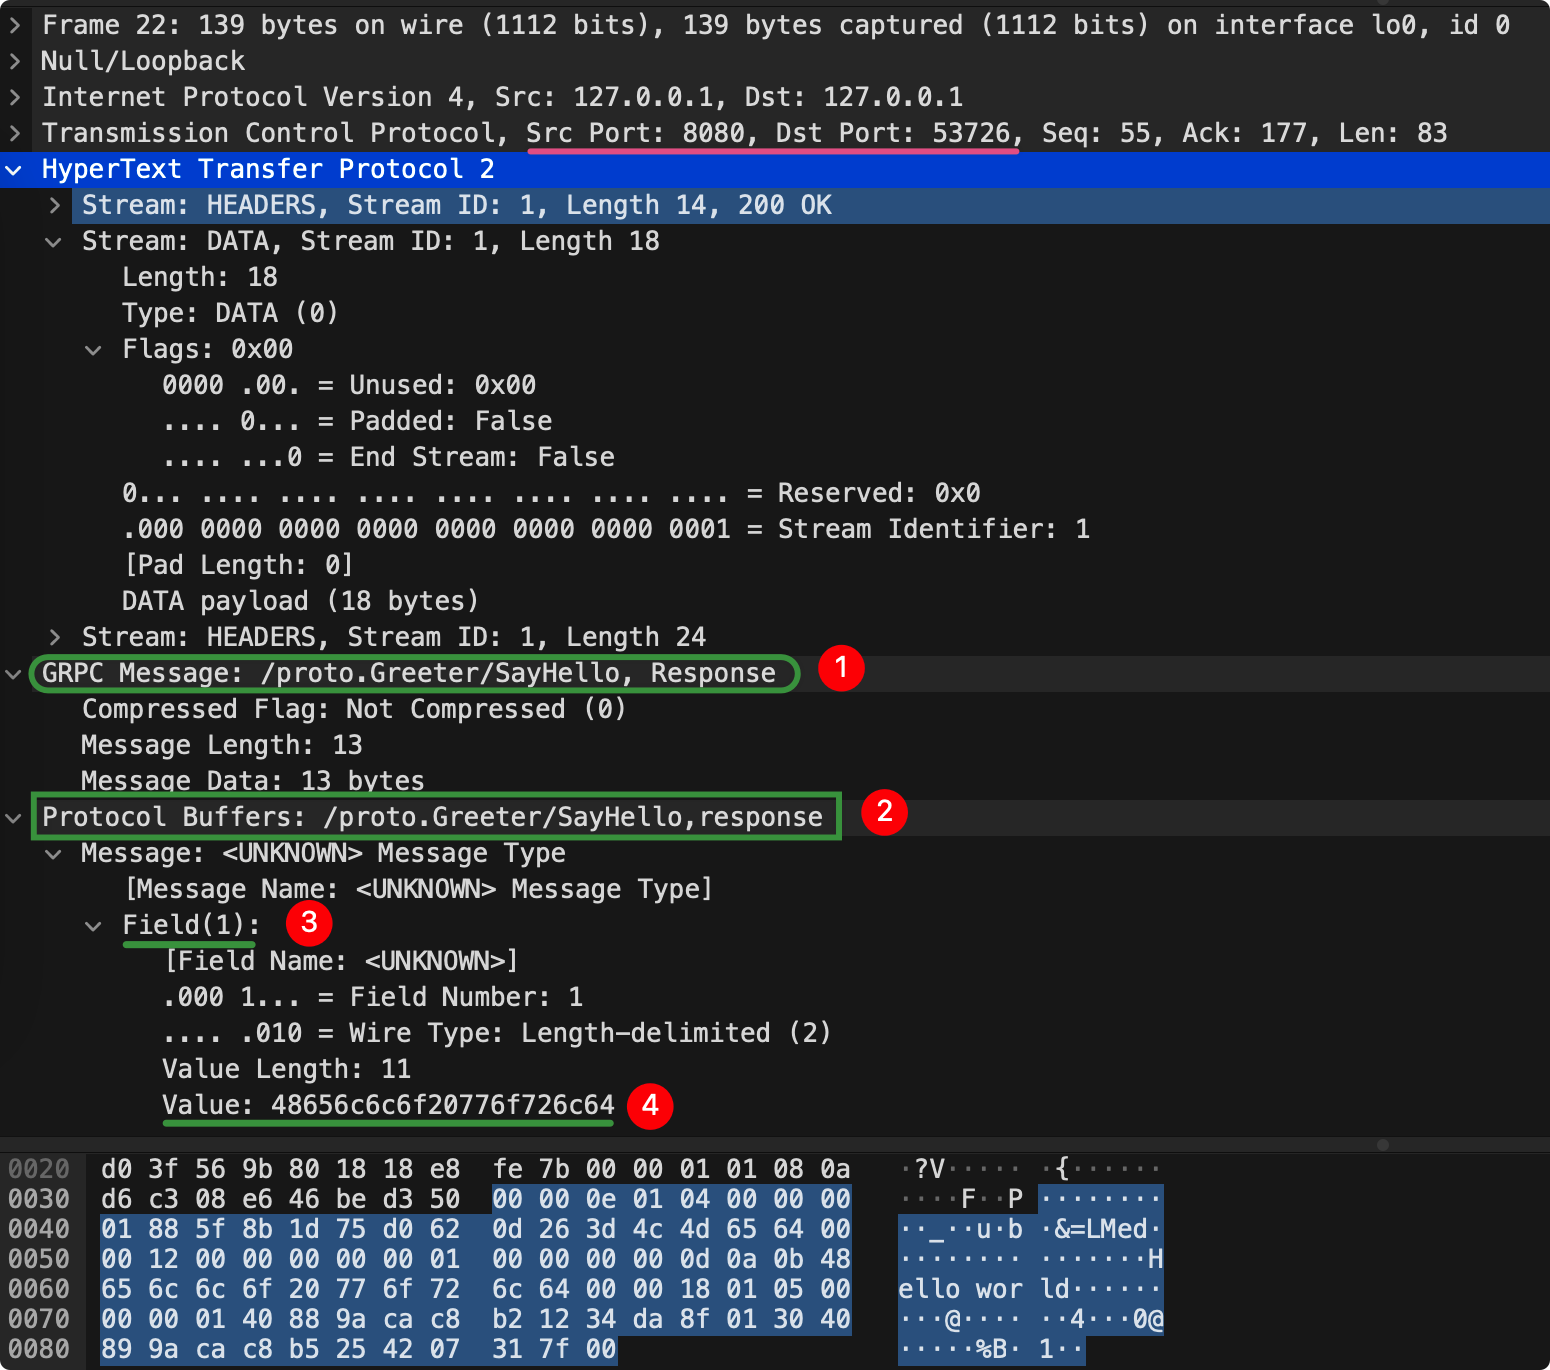 Frame 22: 139 bytes on wire (1112 bits), 139 bytes captured (1112 bits) on interface lo0, id 0
Null/Loopback
Internet Protocol Version 4, Src: 127.0.0.1, Dst: 127.0.0.1
Transmission Control Protocol, Src Port: 8080, Dst Port: 53726, Seq: 55, Ack: 177, Len: 83
HyperText Transfer Protocol 2
Stream: HEADERS, Stream ID: 1, Length 14, 200 OK
Stream: DATA, Stream ID: 1, Length 18
Length: 18
Type: DATA (0)
Flags: 0x00
0000 .00. = Unused: 0x00
.... 0... = Padded: False
.... ...0 = End Stream: False
0... .... .... .... .... .... .... .... = Reserved: 0x0
.000 0000 0000 0000 0000 0000 0000 0001 = Stream Identifier: 1
[Pad Length: 0]
DATA payload (18 bytes)
Stream: HEADERS, Stream ID: 1, Length 24
GRPC Message: /proto.Greeter/SayHello, Response 1
Compressed Flag: Not Compressed (0)
Message Length: 13
Message Data: 13 bytes
Protocol Buffers: /proto.Greeter/SayHello,response 2
Message: <UNKNOWN> Message Type
[Message Name: <UNKNOWN> Message Type]
Field(1): 3
[Field Name: <UNKNOWN>]
.000 1... = Field Number: 1
.... .010 = Wire Type: Length-delimited (2)
Value Length: 11
Value: 48656c6c6f20776f726c64 4
0020 d0 3f 56 9b 80 18 18 e8 fe 7b 00 00 01 01 08 0a ·?V····· ·{······
0030 d6 c3 08 e6 46 be d3 50 00 00 0e 01 04 00 00 00 ····F··P ········
0040 01 88 5f 8b 1d 75 d0 62 0d 26 3d 4c 4d 65 64 00 ··_··u·b ·&=LMed·
0050 00 12 00 00 00 00 00 01 00 00 00 00 0d 0a 0b 48 ········ ·······H
0060 65 6c 6c 6f 20 77 6f 72 6c 64 00 00 18 01 05 00 ello wor ld······
0070 00 00 01 40 88 9a ca c8 b2 12 34 da 8f 01 30 40 ···@···· ··4···0@
0080 89 9a ca c8 b5 25 42 07 31 7f 00 ·····%B· 1··